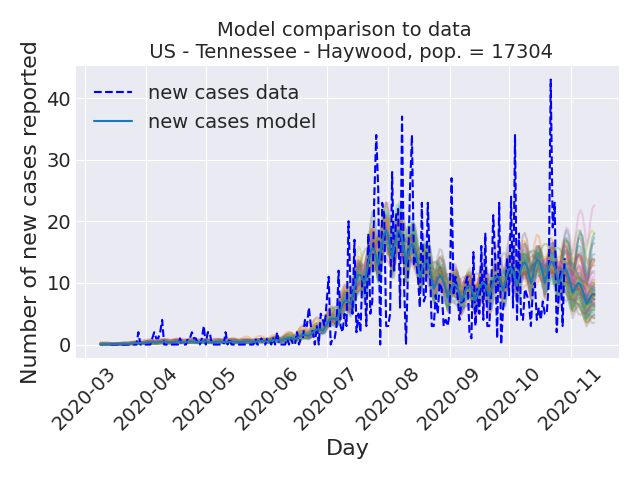 Model comparison to data
US - Tennessee - Haywood, pop. = 17304
Number of new cases reported
40
30
20
10
0
new cases data
new cases model
2020-03
2020-04
2020-05
2020-06
2020-07
2020-08
2020-09
2020-10
2020-11
Day